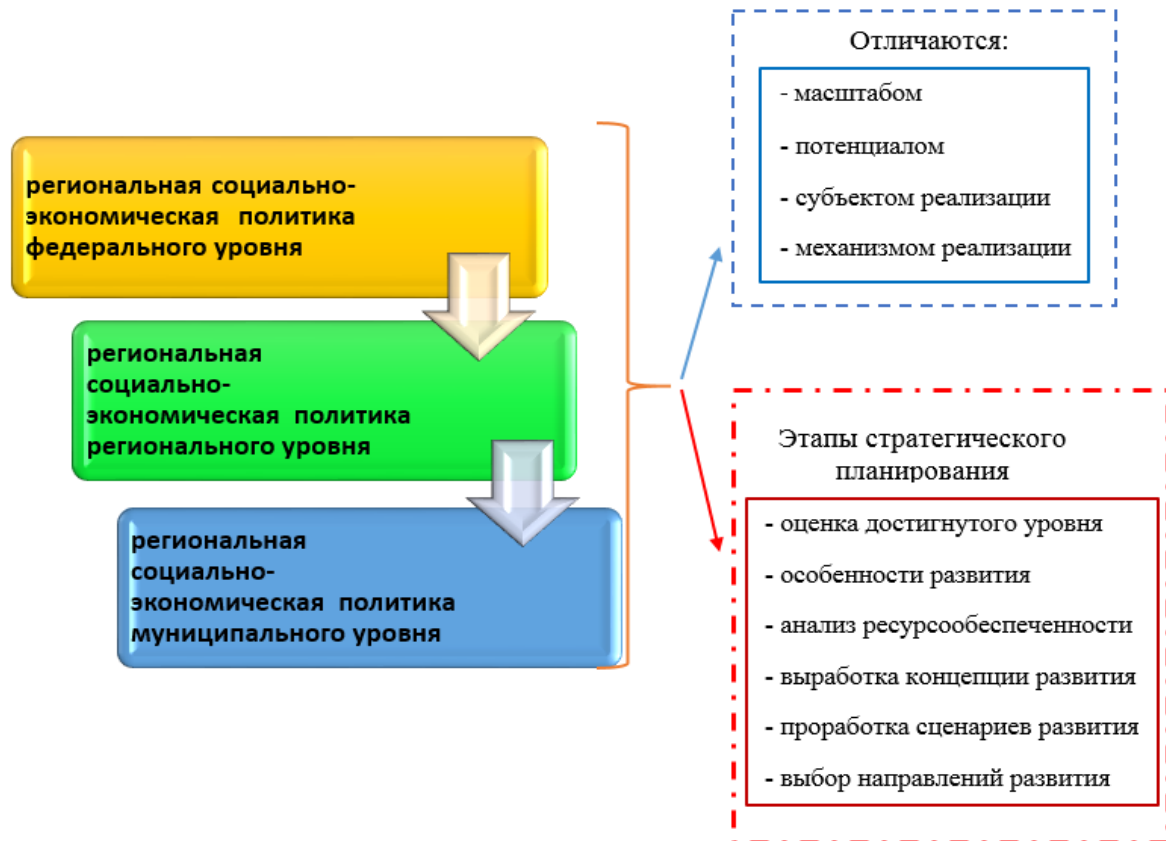 региональная социально-
экономическая политика
федерального уровня
региональная
социально-
экономическая политика
регионального уровня
региональная
социально-
экономическая политика
муниципального уровня
Отличаются:
- масштабом
- потенциалом
- субъектом реализации
- механизмом реализации
Этапы стратегического
планирования
- оценка достигнутого уровня
- особенности развития
- анализ ресурсообеспеченности
- выработка концепции развития
- проработка сценариев развития
- выбор направлений развития